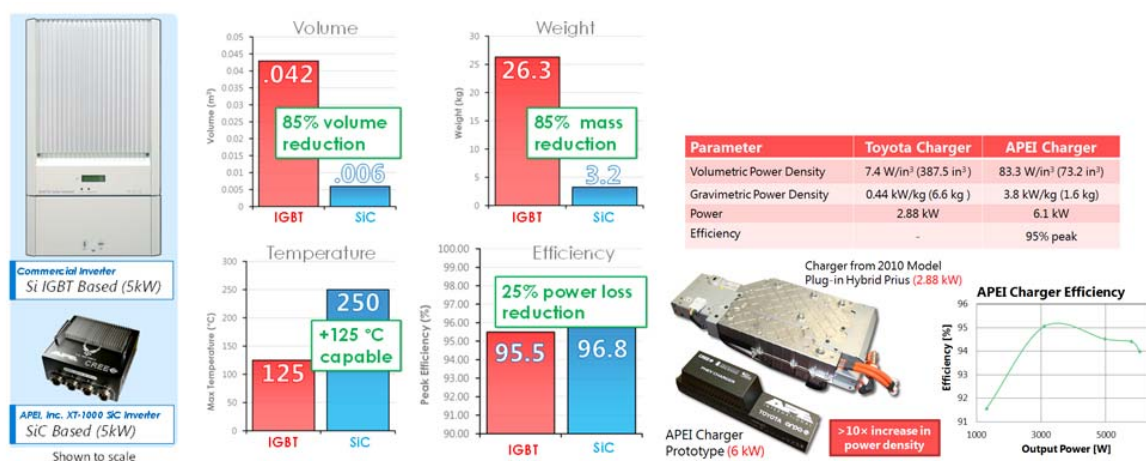 Commercial Inverter
Si IGBT Based (5kW)
APEI, Inc. XT-1000 SiC Inverter
SiC Based (5kW)
Shown to scale
Volume
Volume (m³)
0.05
0.045
0.04
0.035
0.03
0.025
0.02
0.015
0.01
0.005
0
.042
85% volume
reduction
.006
IGBT
SiC
Weight
Weight (kg)
30
25
20
15
10
5
0
26.3
85% mass
reduction
3.2
IGBT
SiC
Temperature
Max Temperature (°C)
300
250
200
150
100
50
0
125
250
+125 °C
capable
IGBT
SiC
Efficiency
Peak Efficiency (%)
100.00
99.00
98.00
97.00
96.00
95.00
94.00
93.00
92.00
91.00
90.00
25% power loss
reduction
95.5
96.8
IGBT
SiC
Parameter Toyota Charger APEI Charger
Volumetric Power Density 7.4 W/in³ (387.5 in³) 83.3 W/in³ (73.2 in³)
Gravimetric Power Density 0.44 kW/kg (6.6 kg ) 3.8 kW/kg (1.6 kg)
Power 2.88 kW 6.1 kW
Efficiency - 95% peak
Charger from 2010 Model
Plug-in Hybrid Prius (2.88 kW)
CREE
PHEV CHARGER
APEI
TOYOTA arpa·e
APEI Charger
Prototype (6 kW)
>10× increase in
power density
APEI Charger Efficiency
Efficiency [%]
96
95
94
93
92
91
1000 3000 5000
Output Power [W]